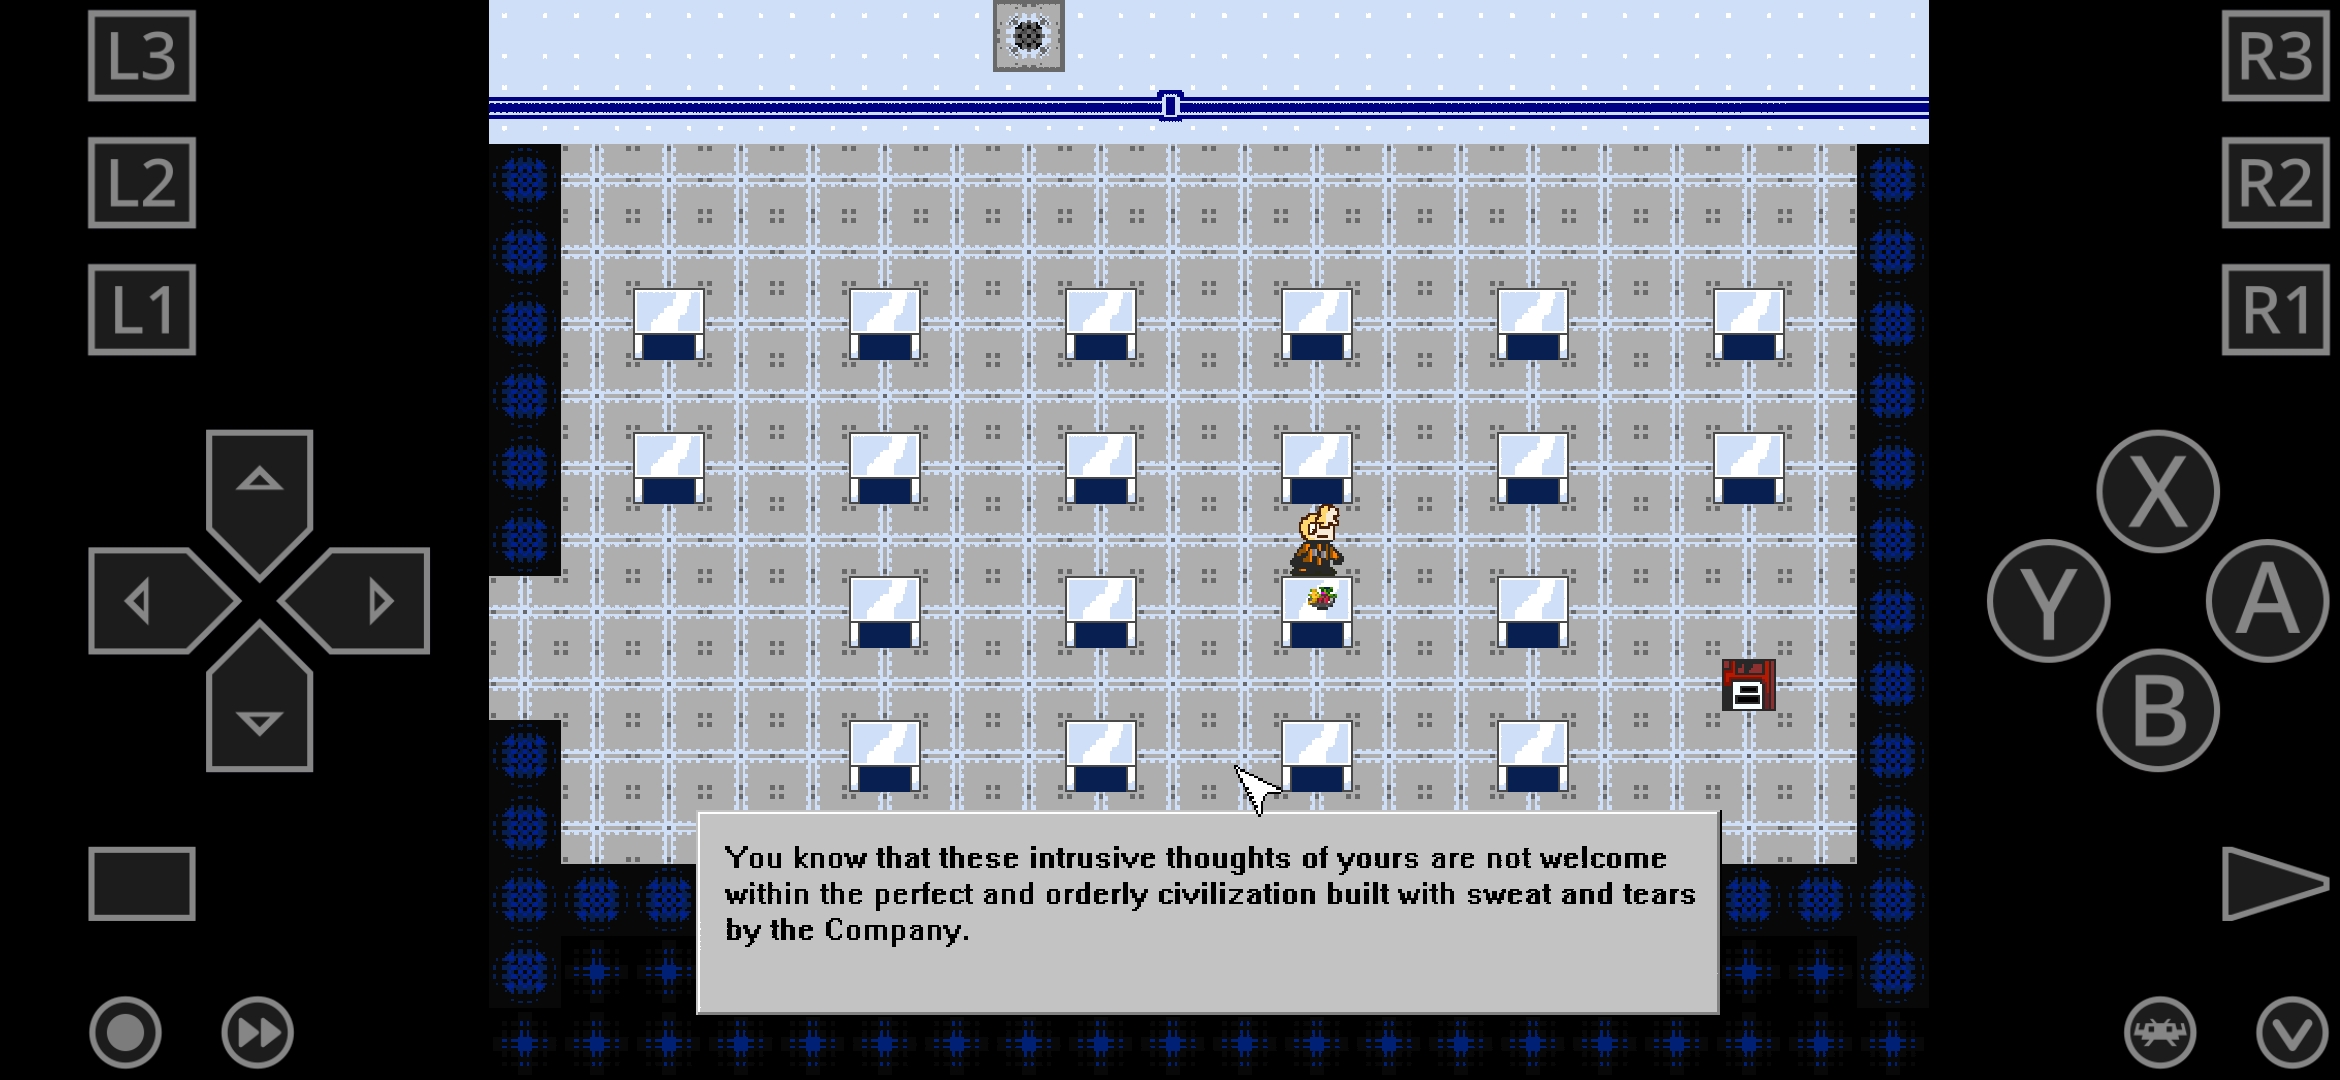 L3
R3
L2
R2
L1
R1
X
Y
A
B
You know that these intrusive thoughts of yours are not welcome
within the perfect and orderly civilization built with sweat and tears
by the Company.